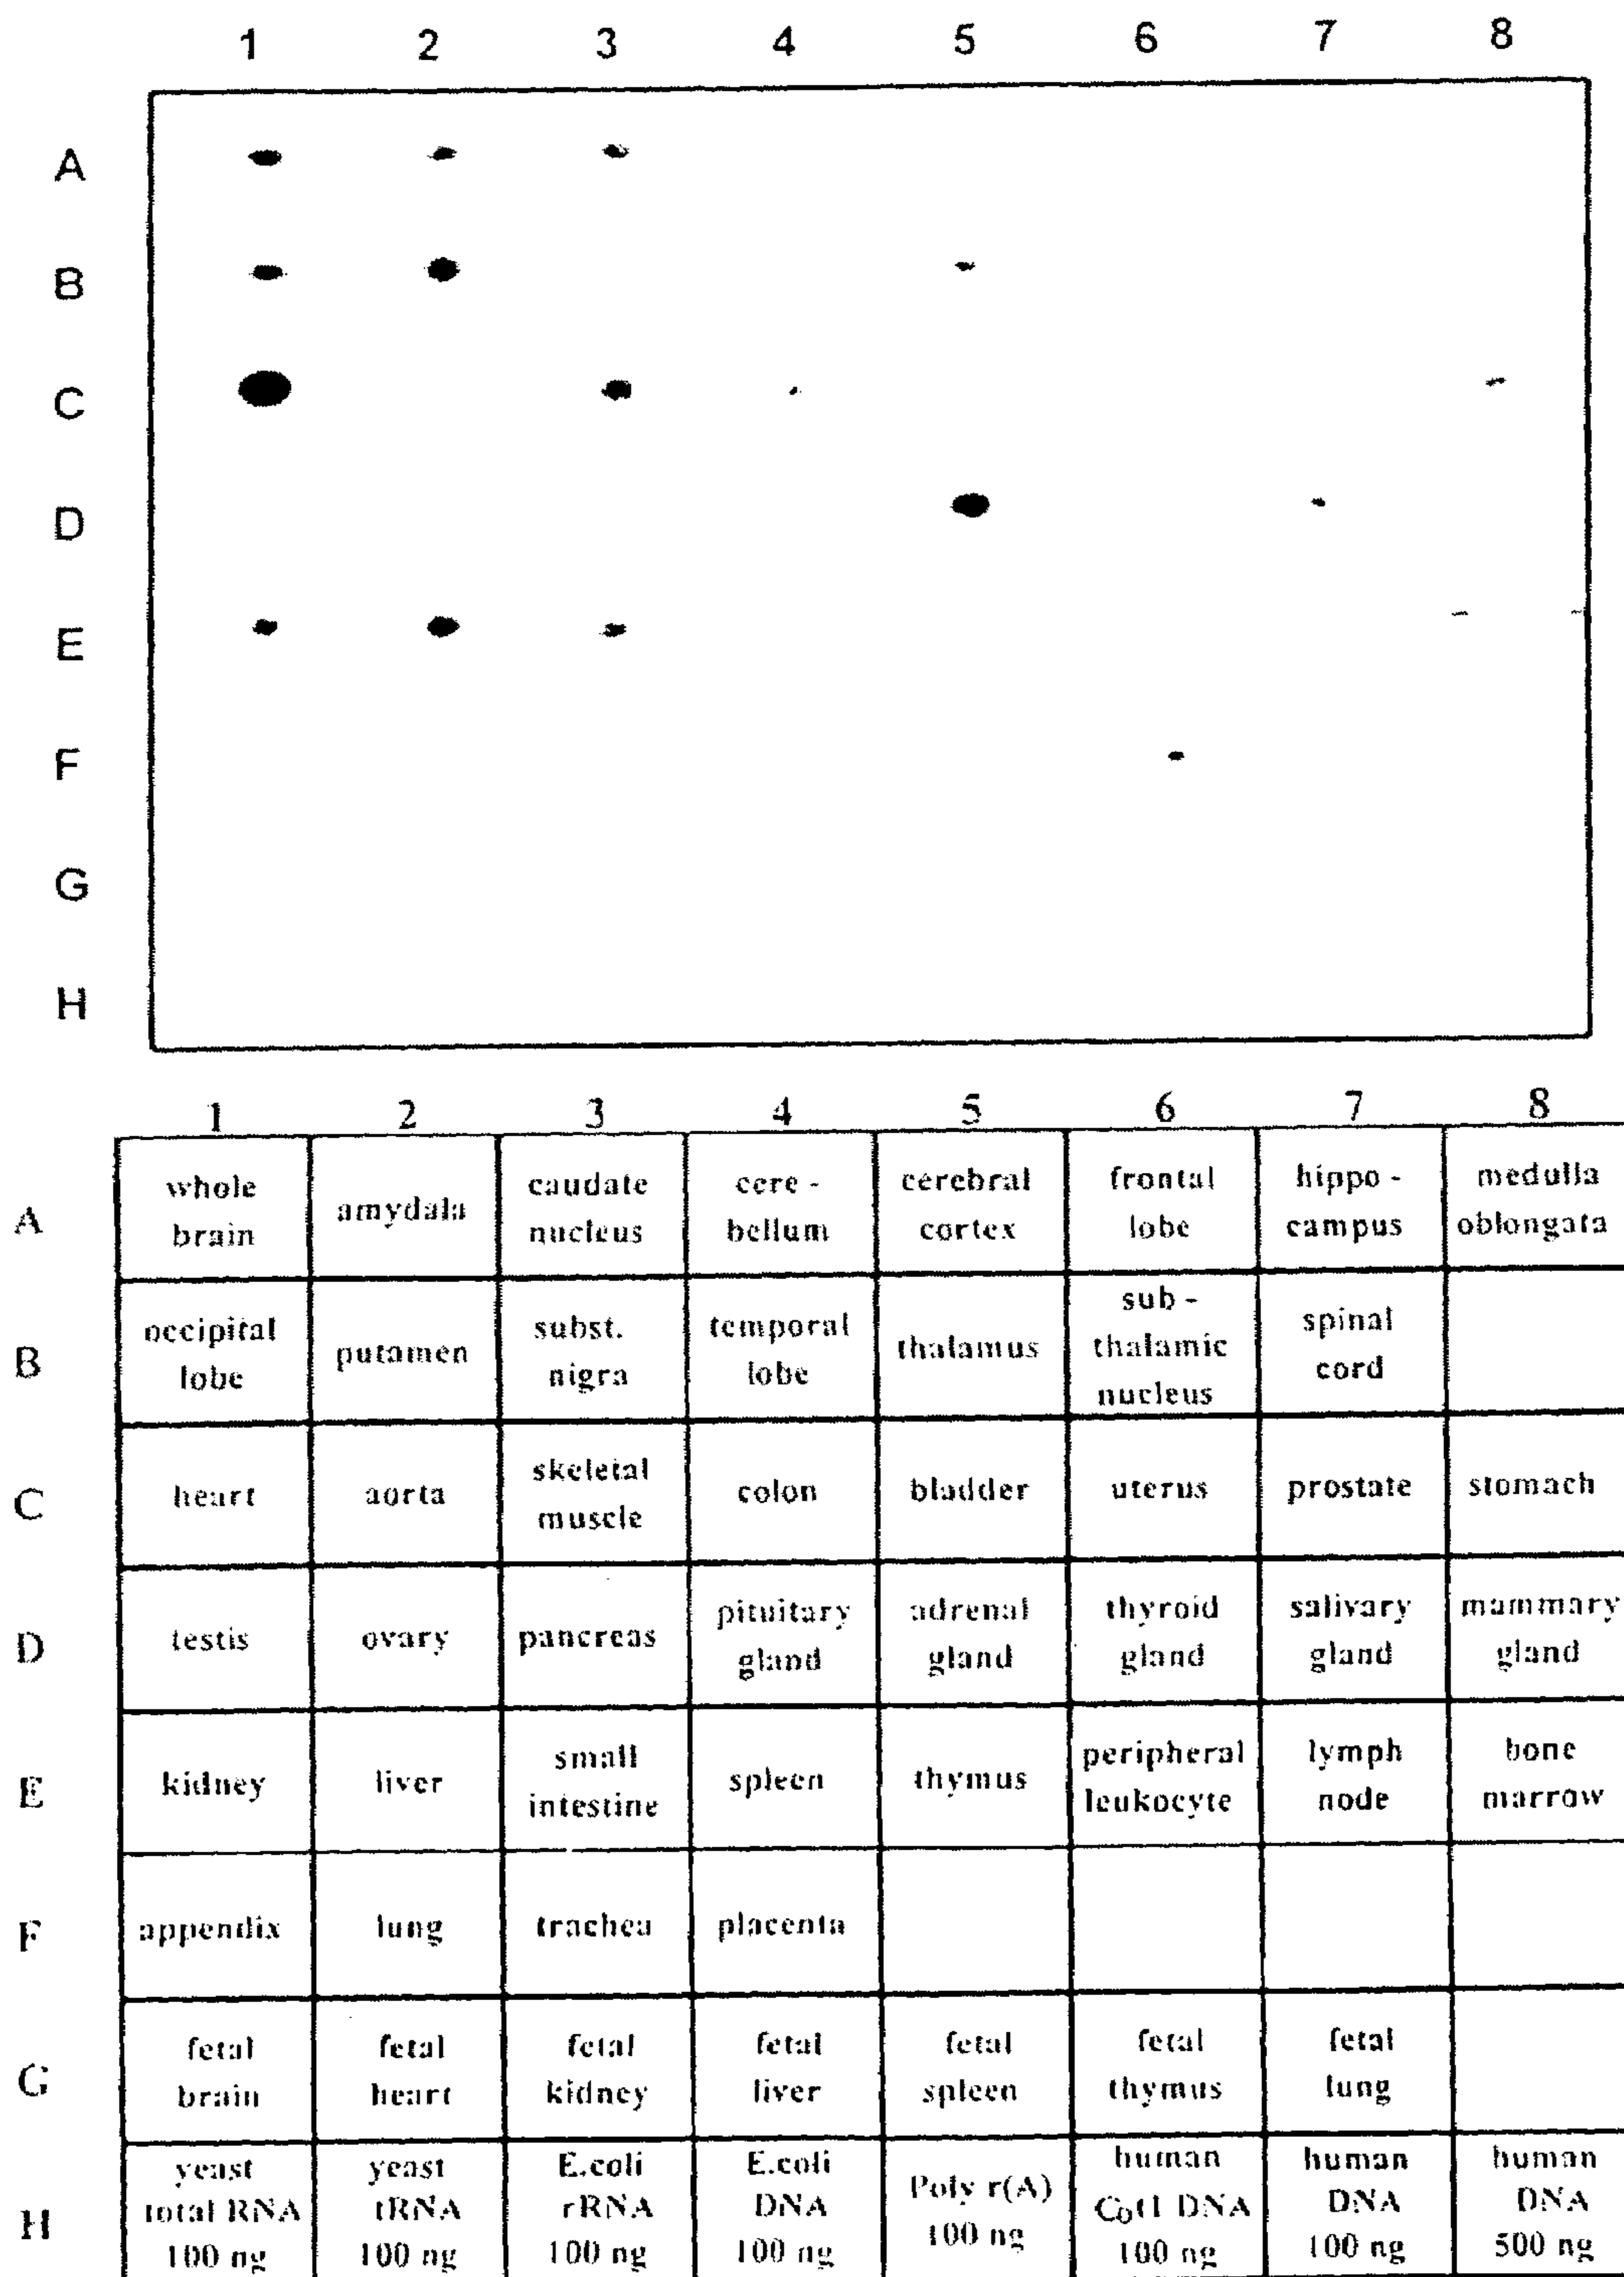 1 2 3 4 5 6 7 8
A
B
C
D
E
F
G
H
1 2 3 4 5 6 7 8
A
whole
brain
amydala
caudate
nucleus
cere -
bellum
cerebral
cortex
frontal
lobe
hippo -
campus
medulla
oblongata
B
occipital
lobe
putamen
subst.
nigra
temporal
lobe
thalamus
sub -
thalamic
nucleus
spinal
cord
C
heart
aorta
skeletal
muscle
colon
bladder
uterus
prostate
stomach
D
testis
ovary
pancreas
pituitary
gland
adrenal
gland
thyroid
gland
salivary
gland
mammary
gland
E
kidney
liver
small
intestine
spleen
thymus
peripheral
leukocyte
lymph
node
bone
marrow
F
appendix
lung
trachea
placenta
G
fetal
brain
fetal
heart
fetal
kidney
fetal
liver
fetal
spleen
fetal
thymus
fetal
lung
H
yeast
total RNA
100 ng
yeast
tRNA
100 ng
E.coli
rRNA
100 ng
E.coli
DNA
100 ng
Poly r(A)
100 ng
human
C₀t1 DNA
100 ng
human
DNA
100 ng
human
DNA
500 ng